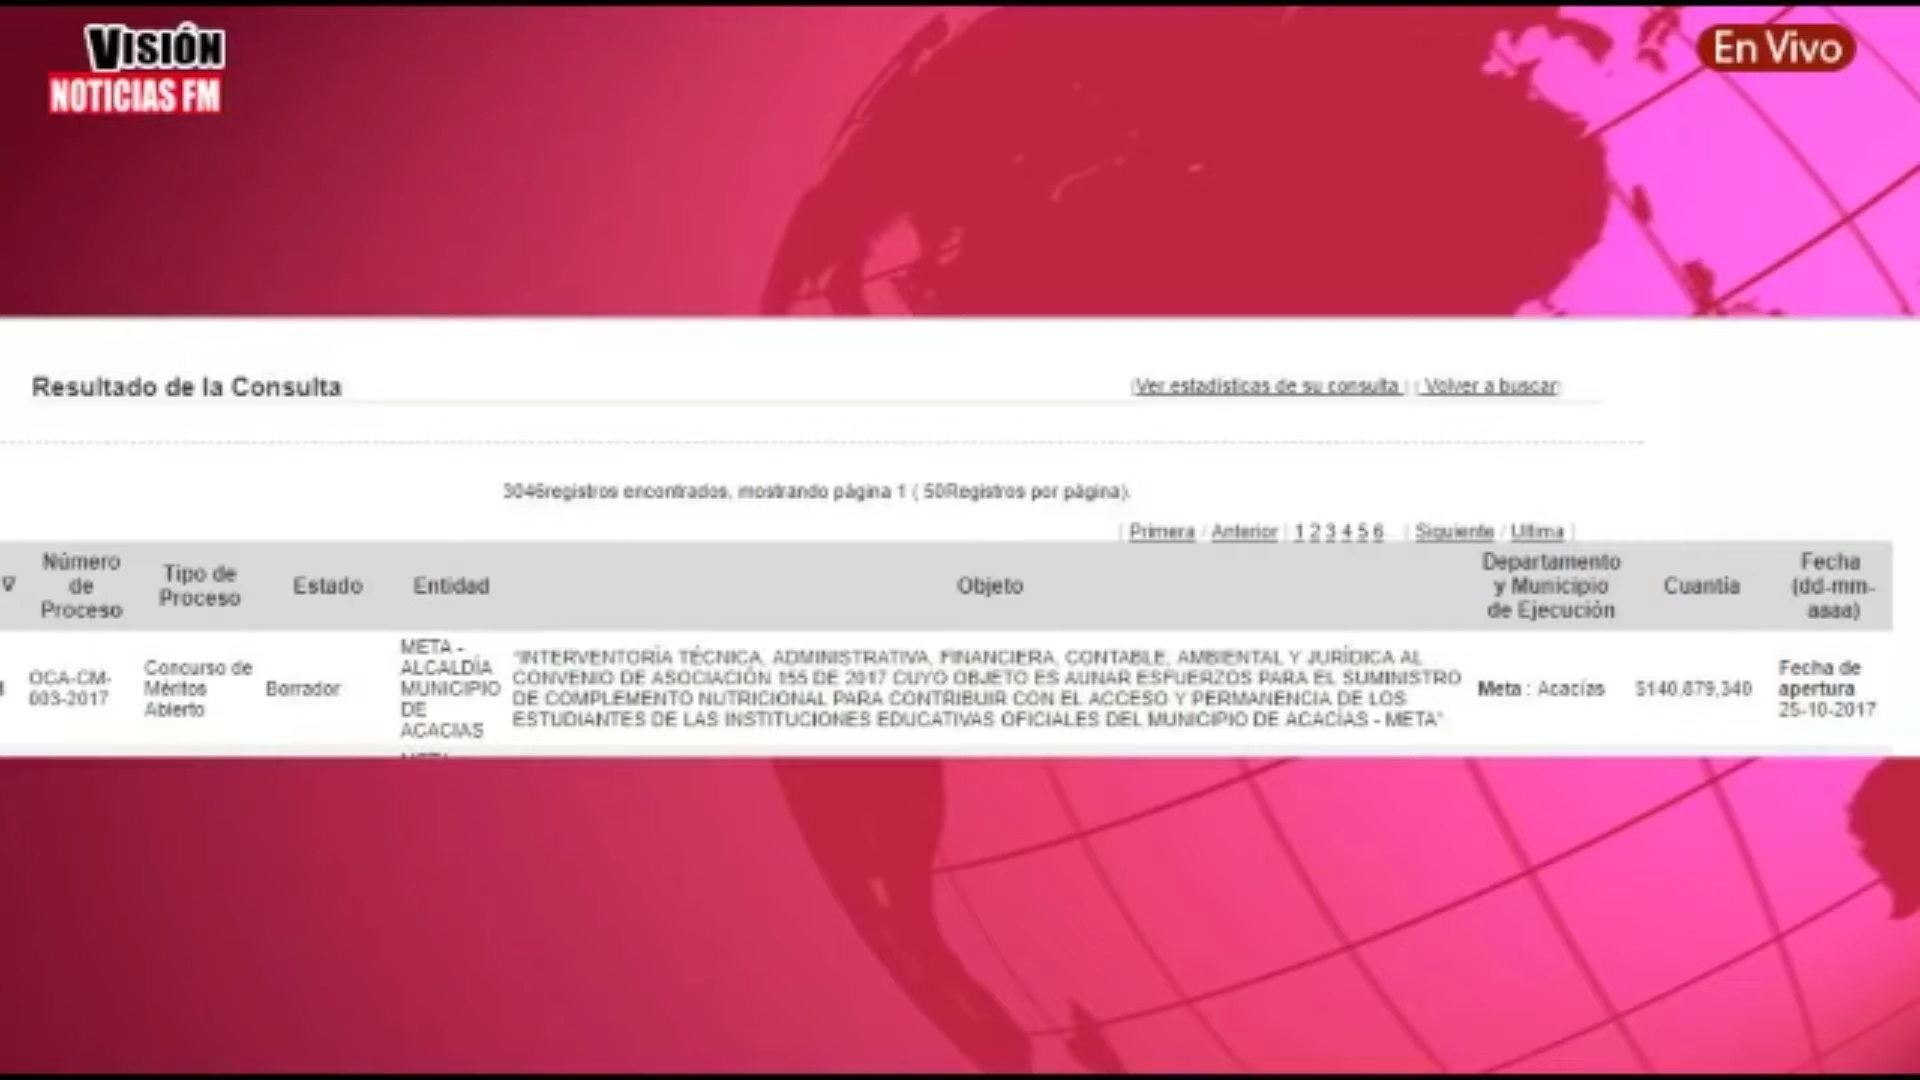 VISIÓN
NOTICIAS FM
En Vivo
Resultado de la Consulta
[Ver estadísticas de su consulta ] [ Volver a buscar]
3046registros encontrados, mostrando página 1 ( 50Registros por página).
[ Primera / Anterior ] 1 2 3 4 5 6 [ Siguiente / Ultima ]
Número de Proceso
Tipo de Proceso
Estado
Entidad
Objeto
Departamento y Municipio de Ejecución
Cuantía
Fecha (dd-mm-aaaa)
OCA-CM-003-2017
Concurso de Méritos Abierto
Borrador
META - ALCALDÍA MUNICIPIO DE ACACIAS
"INTERVENTORÍA TÉCNICA, ADMINISTRATIVA, FINANCIERA, CONTABLE, AMBIENTAL Y JURÍDICA AL
CONVENIO DE ASOCIACIÓN 155 DE 2017 CUYO OBJETO ES AUNAR ESFUERZOS PARA EL SUMINISTRO
DE COMPLEMENTO NUTRICIONAL PARA CONTRIBUIR CON EL ACCESO Y PERMANENCIA DE LOS
ESTUDIANTES DE LAS INSTITUCIONES EDUCATIVAS OFICIALES DEL MUNICIPIO DE ACACÍAS - META"
Meta : Acacías
$140,879,340
Fecha de apertura
25-10-2017